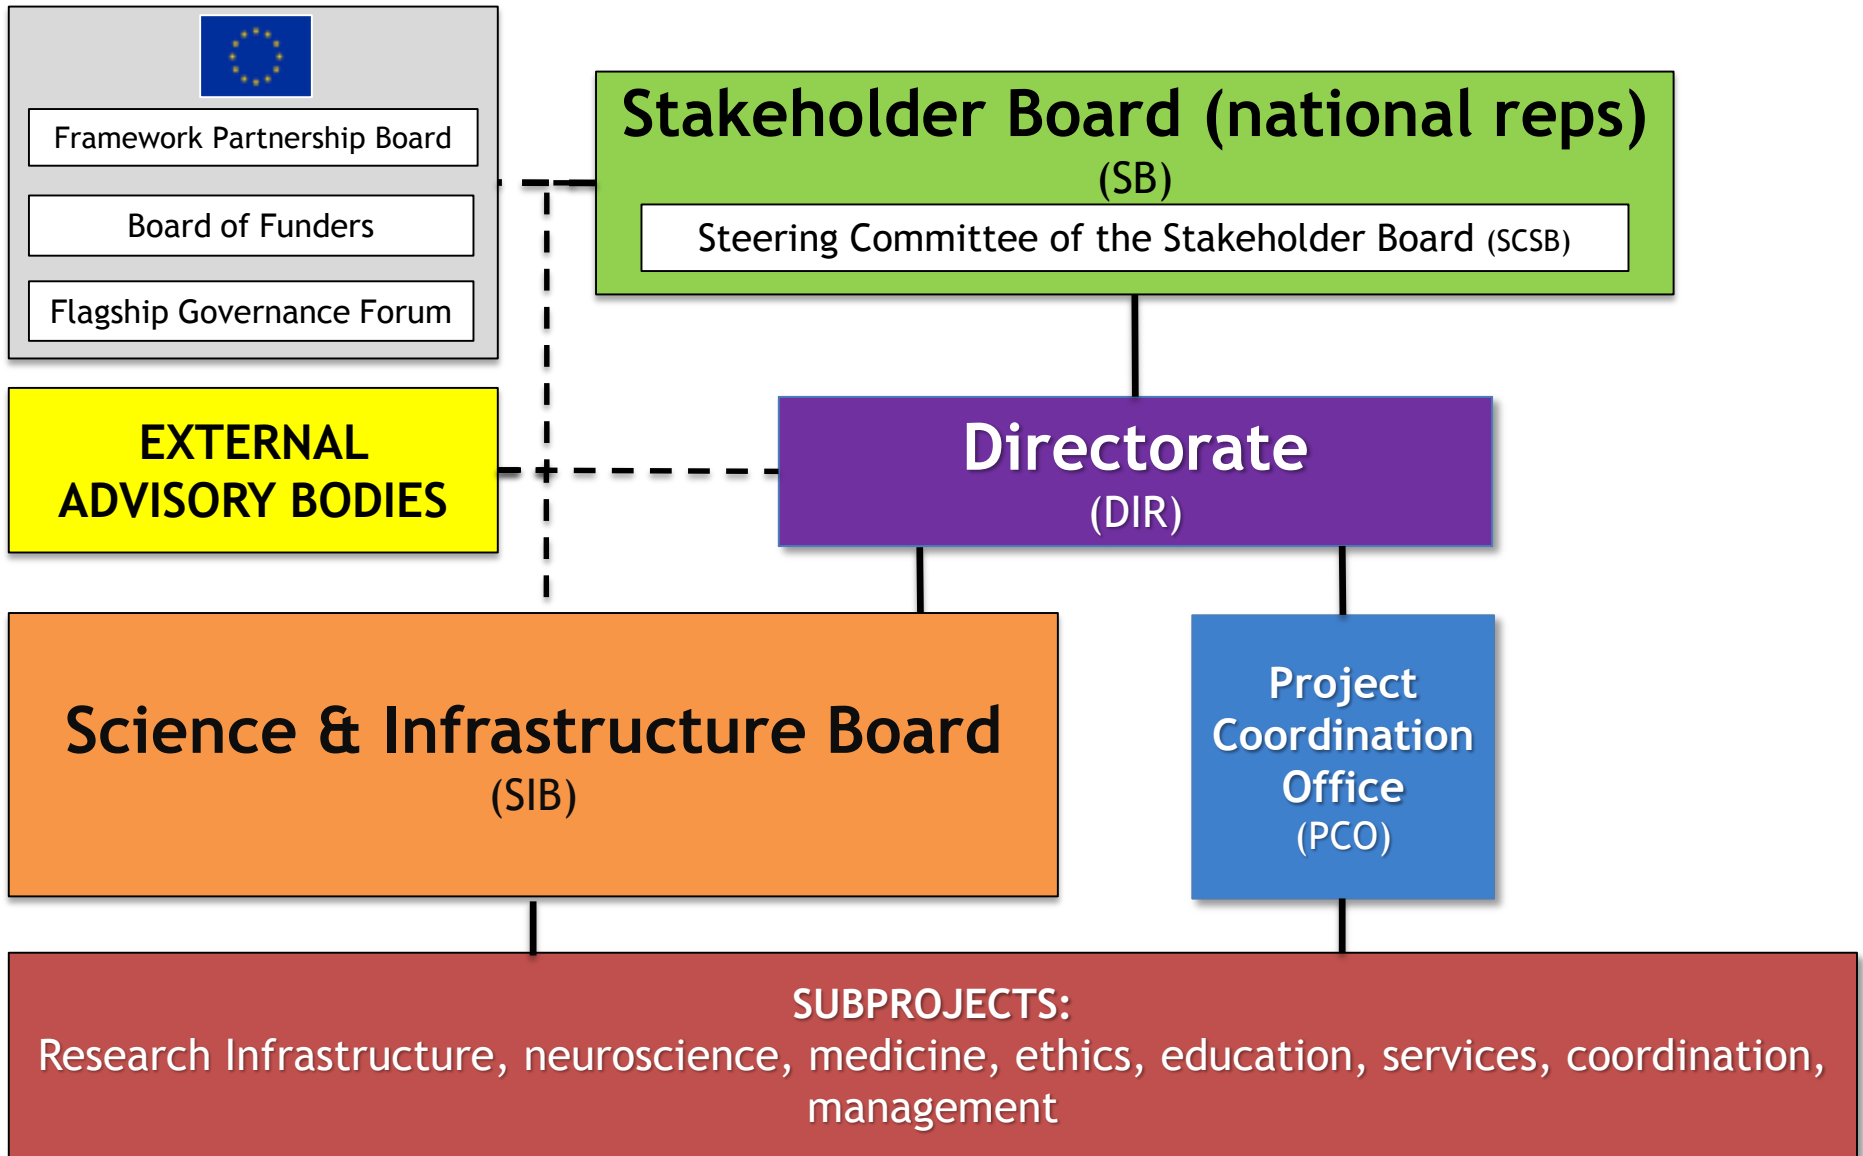 Framework Partnership Board
Board of Funders
Flagship Governance Forum
Stakeholder Board (national reps)
(SB)
Steering Committee of the Stakeholder Board (SCSB)
EXTERNAL
ADVISORY BODIES
Directorate
(DIR)
Science & Infrastructure Board
(SIB)
Project
Coordination
Office
(PCO)
SUBPROJECTS:
Research Infrastructure, neuroscience, medicine, ethics, education, services, coordination,
management